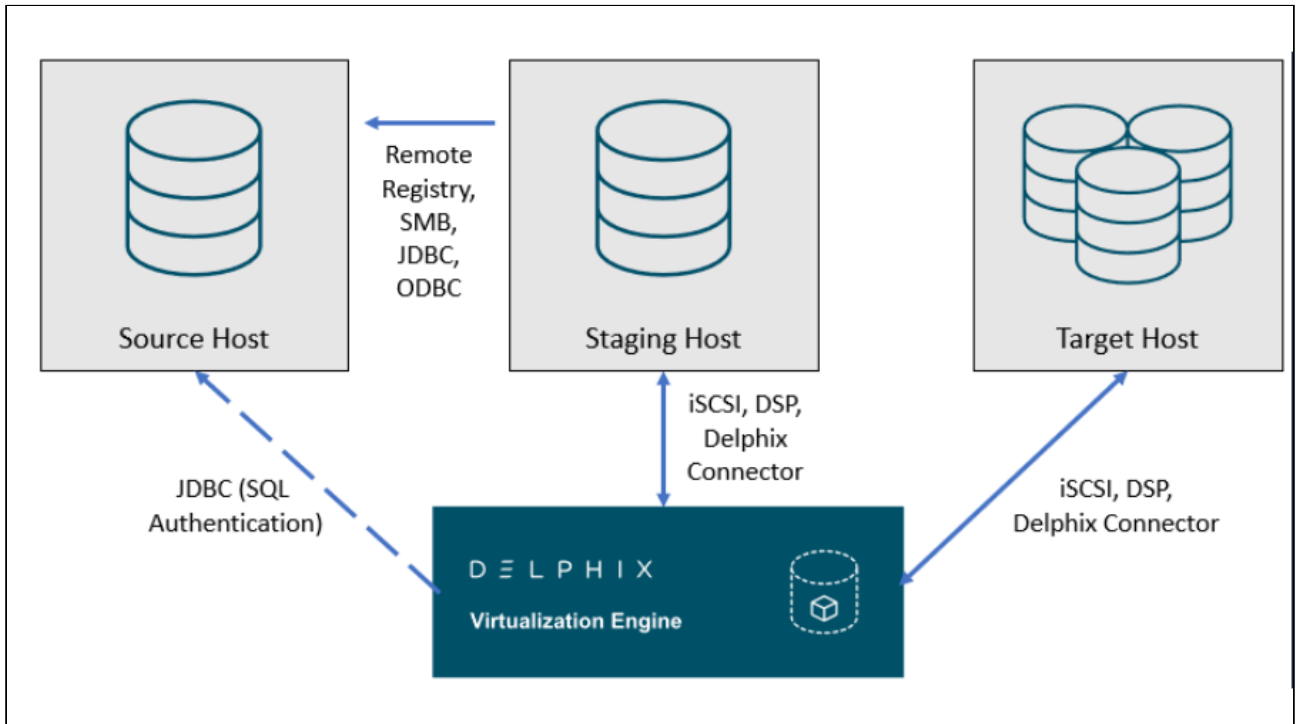 Remote
Registry,
SMB,
JDBC,
ODBC
Source Host
Staging Host
Target Host
iSCSI, DSP,
Delphix
Connector
JDBC (SQL
Authentication)
iSCSI, DSP,
Delphix Connector
DELPHIX
Virtualization Engine